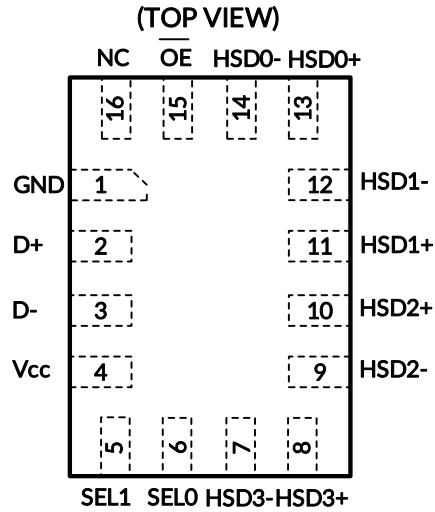 (TOP VIEW)
NC OE HSD0- HSD0+
16 15 14 13
GND 1 12 HSD1-
D+ 2 11 HSD1+
D- 3 10 HSD2+
Vcc 4 9 HSD2-
5 6 7 8
SEL1 SEL0 HSD3- HSD3+